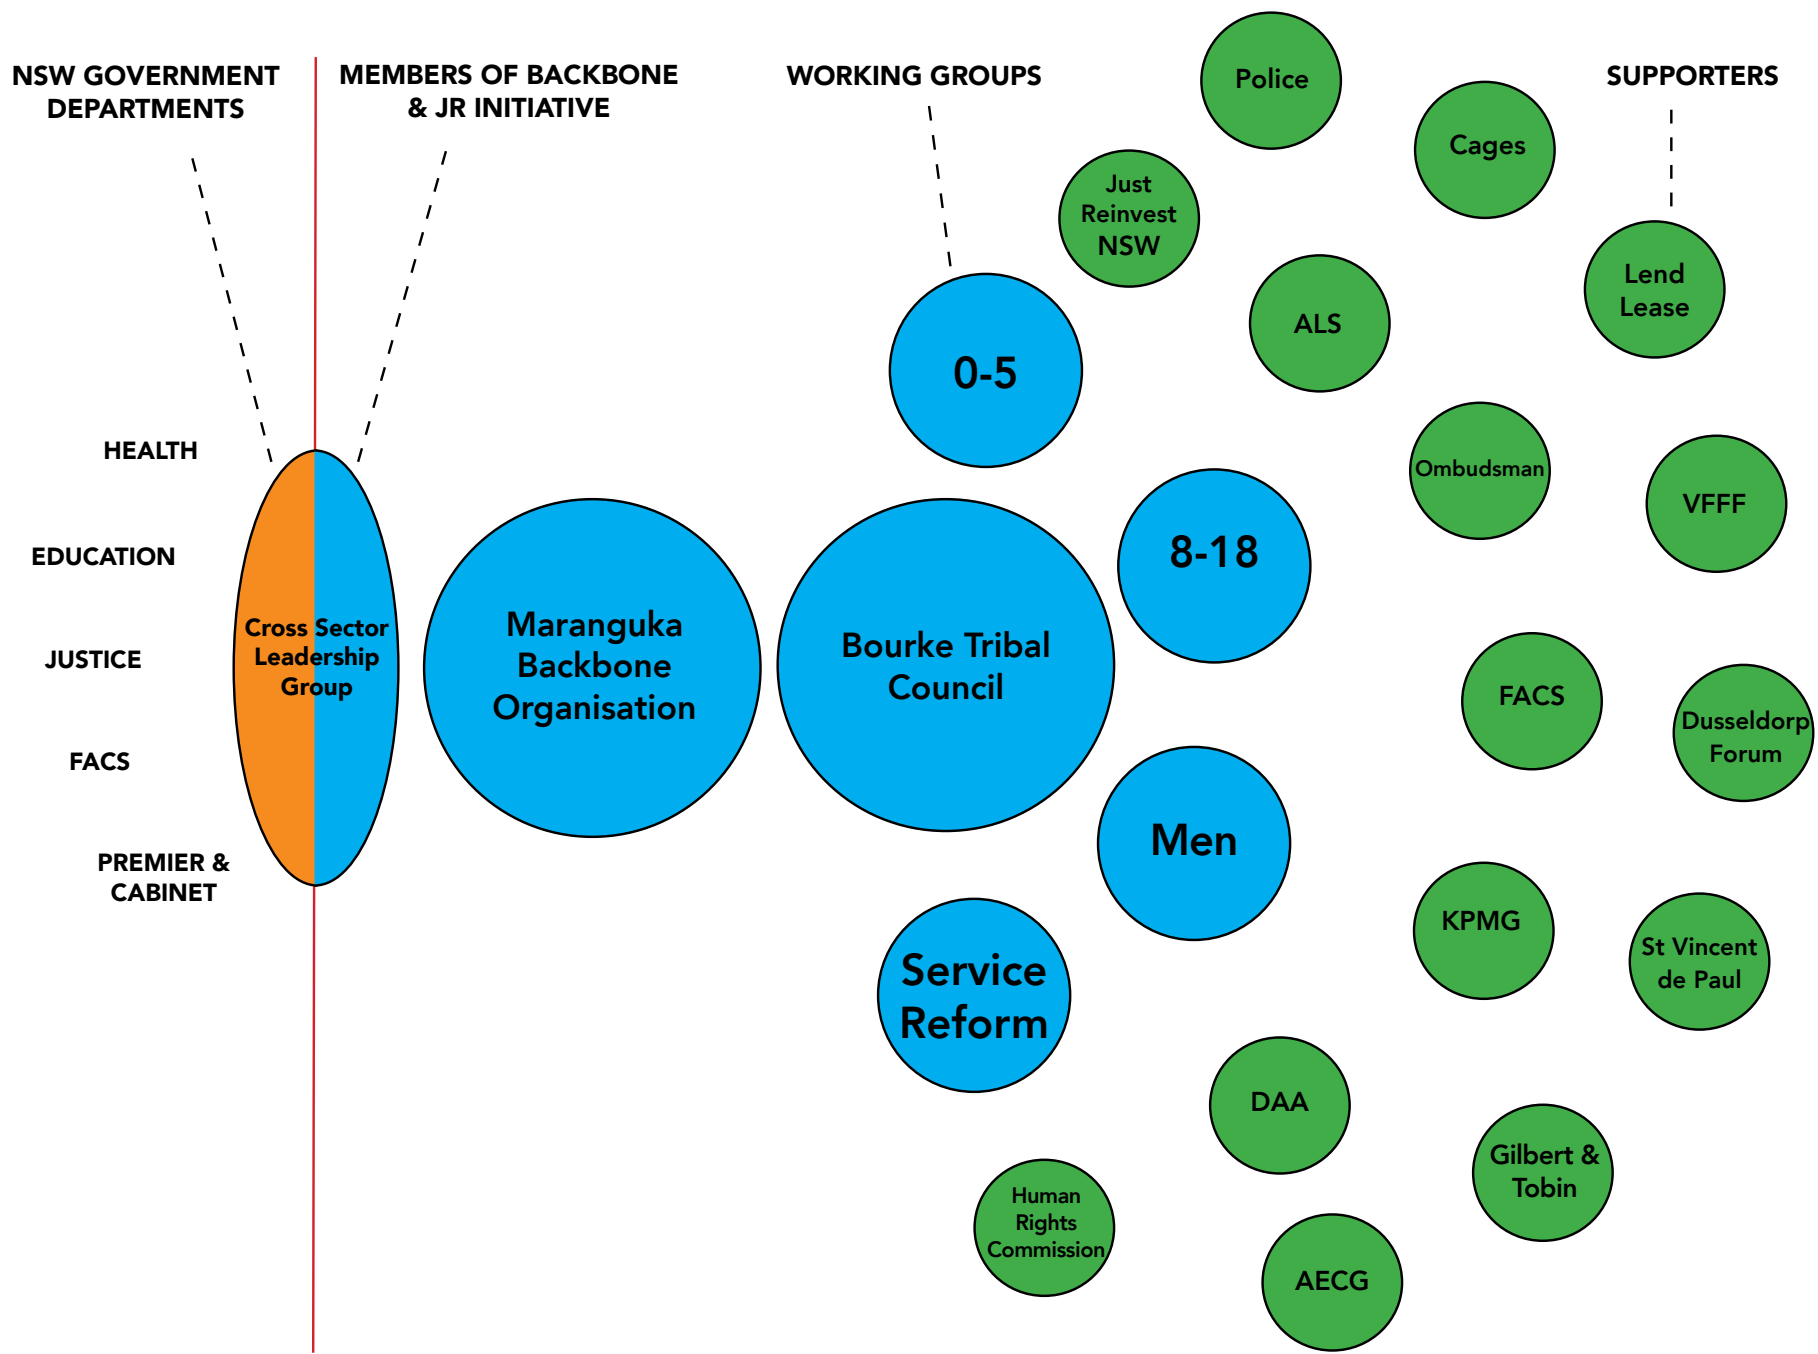 NSW GOVERNMENT
DEPARTMENTS
MEMBERS OF BACKBONE
& JR INITIATIVE
WORKING GROUPS
SUPPORTERS
HEALTH
EDUCATION
JUSTICE
FACS
PREMIER &
CABINET
Cross Sector
Leadership
Group
Maranguka
Backbone
Organisation
Bourke Tribal
Council
0-5
8-18
Men
Service
Reform
Police
Cages
Just
Reinvest
NSW
Lend
Lease
ALS
Ombudsman
VFFF
FACS
Dusseldorp
Forum
KPMG
St Vincent
de Paul
DAA
Gilbert &
Tobin
Human
Rights
Commission
AECG